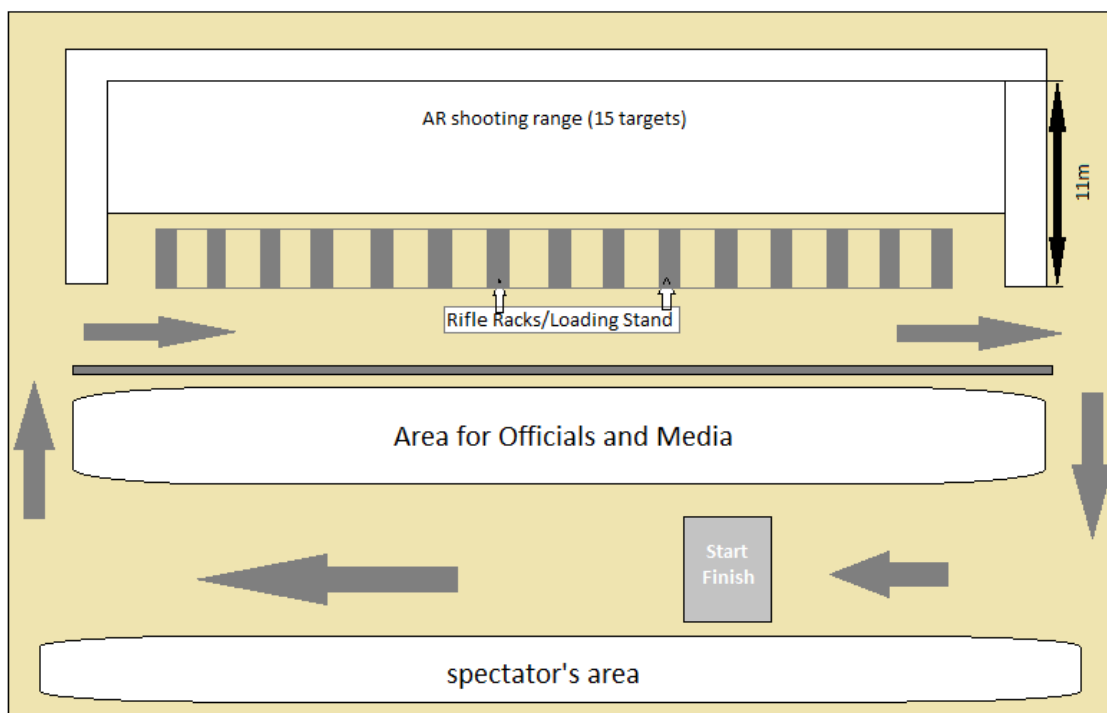 AR shooting range (15 targets)
11m
Rifle Racks/Loading Stand
Area for Officials and Media
Start
Finish
spectator's area